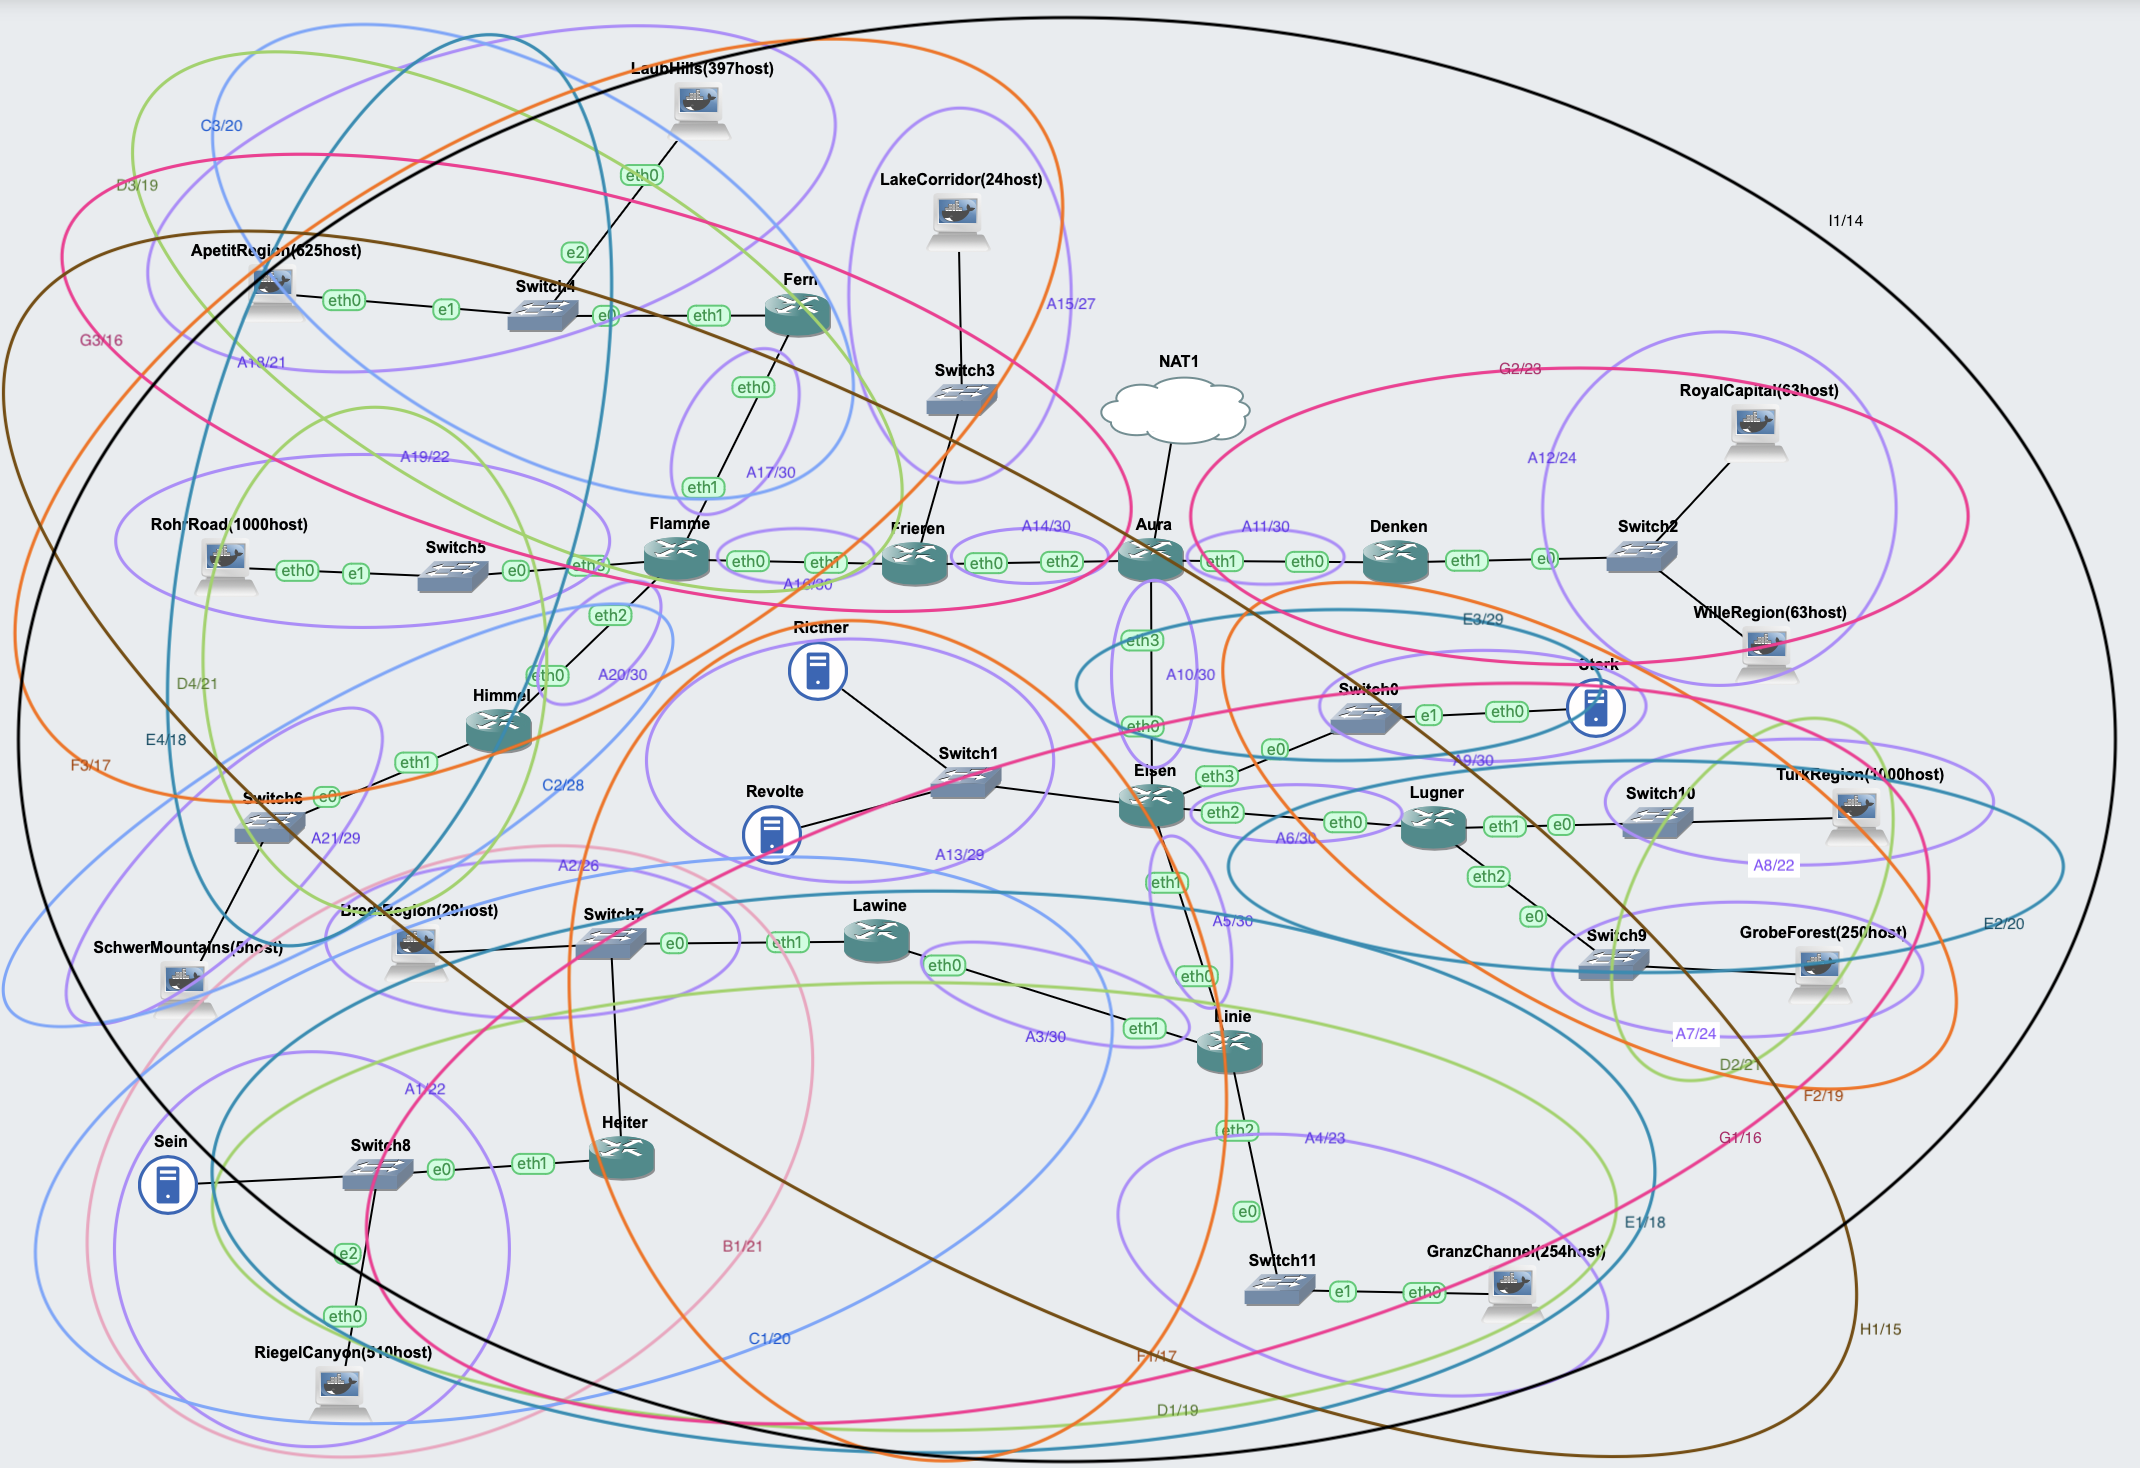 LaubHills(397host)
C3/20
eth0
LakeCorridor(24host)
D3/19
I1/14
ApetitRegion(625host)
e2
Switch4
Fern
eth0
e1
e0
eth1
A15/27
G3/16
A18/21
NAT1
Switch3
G2/23
RoyalCapital(63host)
eth0
A19/22
A17/30
A12/24
eth1
RohrRoad(1000host)
Switch5
Flamme
Frieren
A14/30
Aura
A11/30
Denken
Switch2
eth0
e1
e0
eth3
eth0
eth1
eth0
eth2
eth1
eth0
eth1
e0
A16/30
eth2
WilleRegion(63host)
Ricther
eth3
E3/29
Stark
D4/21
eth0
A20/30
A10/30
Switch0
Himmel
e1
eth0
E4/18
eth0
F3/17
eth1
Switch1
e0
A9/30
Switch6
e0
C2/28
Revolte
Eisen
eth3
Lugner
Switch10
TurkRegion(1000host)
eth2
eth0
eth1
e0
A21/29
A13/29
A6/30
A2/26
A8/22
eth1
eth2
BredtRegion(29host)
Switch7
Lawine
A5/30
e0
E2/20
SchwerMountains(5host)
e0
eth1
Switch9
GrobeForest(250host)
eth0
eth0
Linie
A3/30
eth1
A7/24
D2/21
A1/22
F2/19
Sein
Switch8
Heiter
eth2
A4/23
G1/16
e0
eth1
e0
E1/18
e2
B1/21
Switch11
GranzChannel(254host)
eth0
e1
eth0
RiegelCanyon(510host)
C1/20
F1/17
H1/15
D1/19